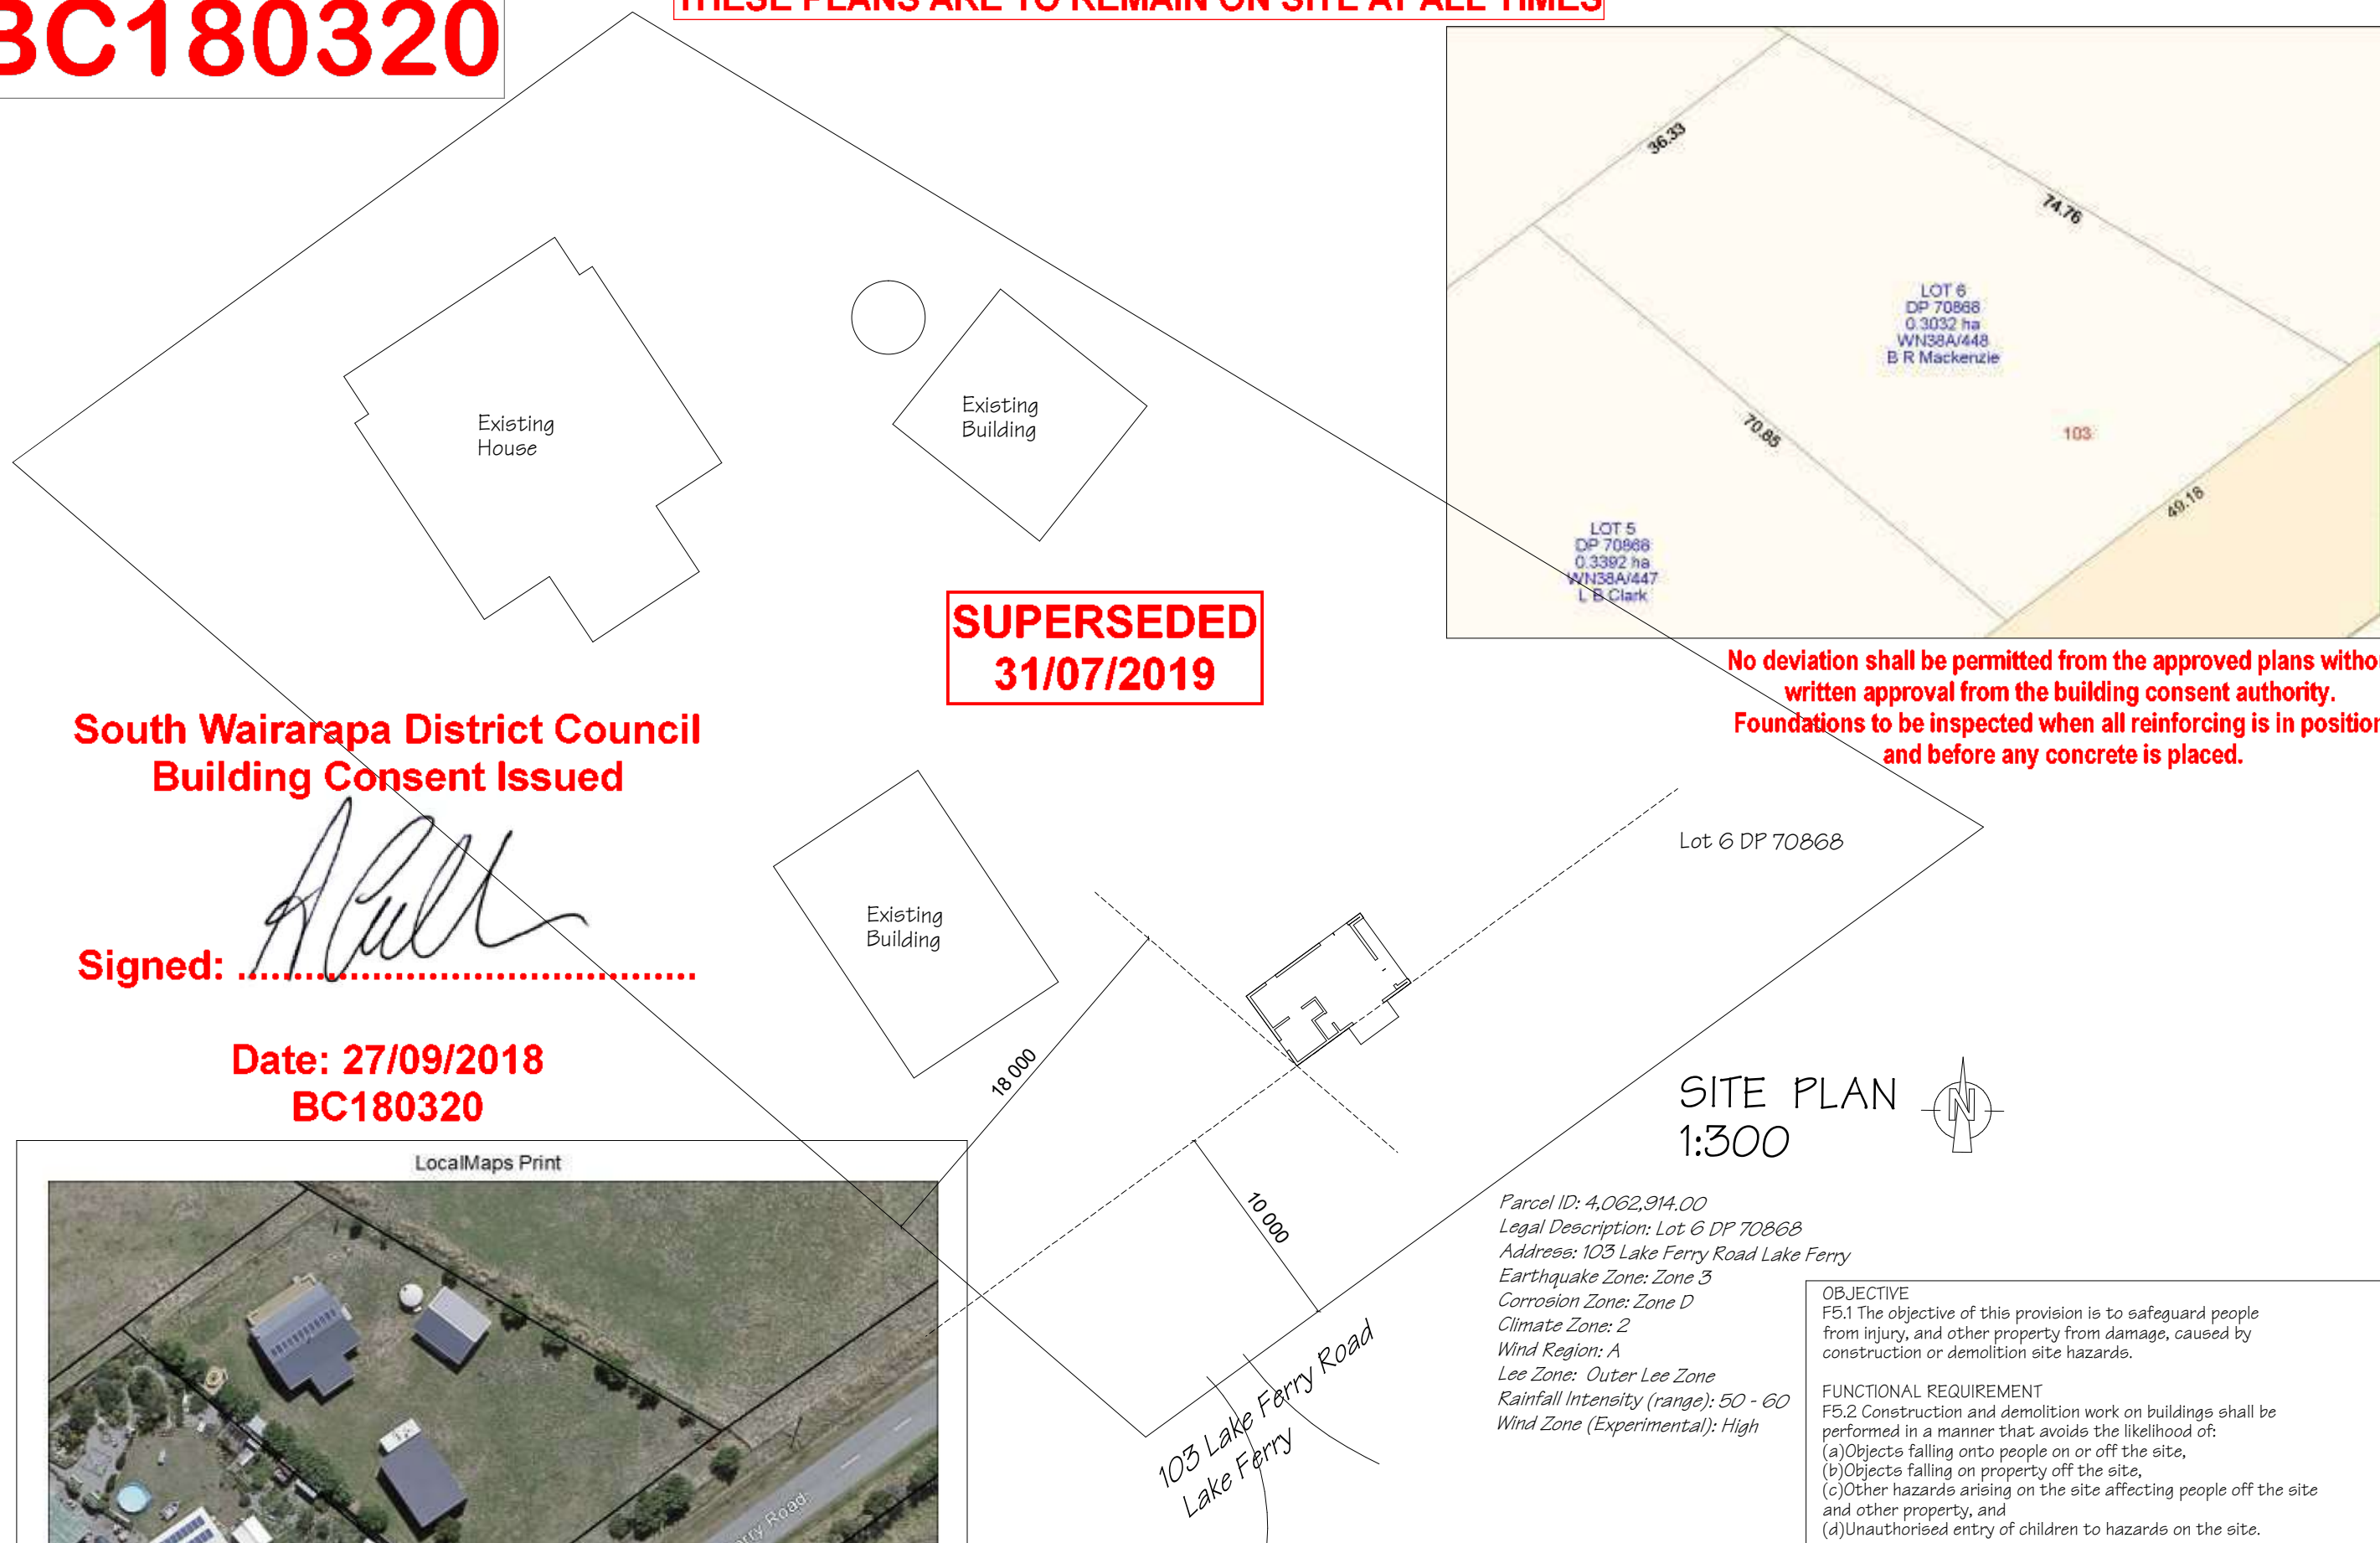 BC180320
THESE PLANS ARE TO REMAIN ON SITE AT ALL TIMES
36.33
74.76
LOT 6
DP 70868
0.3032 ha
WN38A/448
B R Mackenzie
70.85
103
49.18
LOT 5
DP 70868
0.3392 ha
WN38A/447
L B Clark
Existing
House
Existing
Building
SUPERSEDED
31/07/2019
No deviation shall be permitted from the approved plans witho
written approval from the building consent authority.
Foundations to be inspected when all reinforcing is in position
and before any concrete is placed.
South Wairarapa District Council
Building Consent Issued
Signed:
Date: 27/09/2018
BC180320
Existing
Building
Lot 6 DP 70868
18 000
10 000
SITE PLAN
N
1:300
103 Lake Ferry Road
Lake Ferry
Parcel ID: 4,062,914.00
Legal Description: Lot 6 DP 70868
Address: 103 Lake Ferry Road Lake Ferry
Earthquake Zone: Zone 3
Corrosion Zone: Zone D
Climate Zone: 2
Wind Region: A
Lee Zone: Outer Lee Zone
Rainfall Intensity (range): 50 - 60
Wind Zone (Experimental): High
LocalMaps Print
erry Road
OBJECTIVE
F5.1 The objective of this provision is to safeguard people
from injury, and other property from damage, caused by
construction or demolition site hazards.
FUNCTIONAL REQUIREMENT
F5.2 Construction and demolition work on buildings shall be
performed in a manner that avoids the likelihood of:
(a)Objects falling onto people on or off the site,
(b)Objects falling on property off the site,
(c)Other hazards arising on the site affecting people off the site
and other property, and
(d)Unauthorised entry of children to hazards on the site.